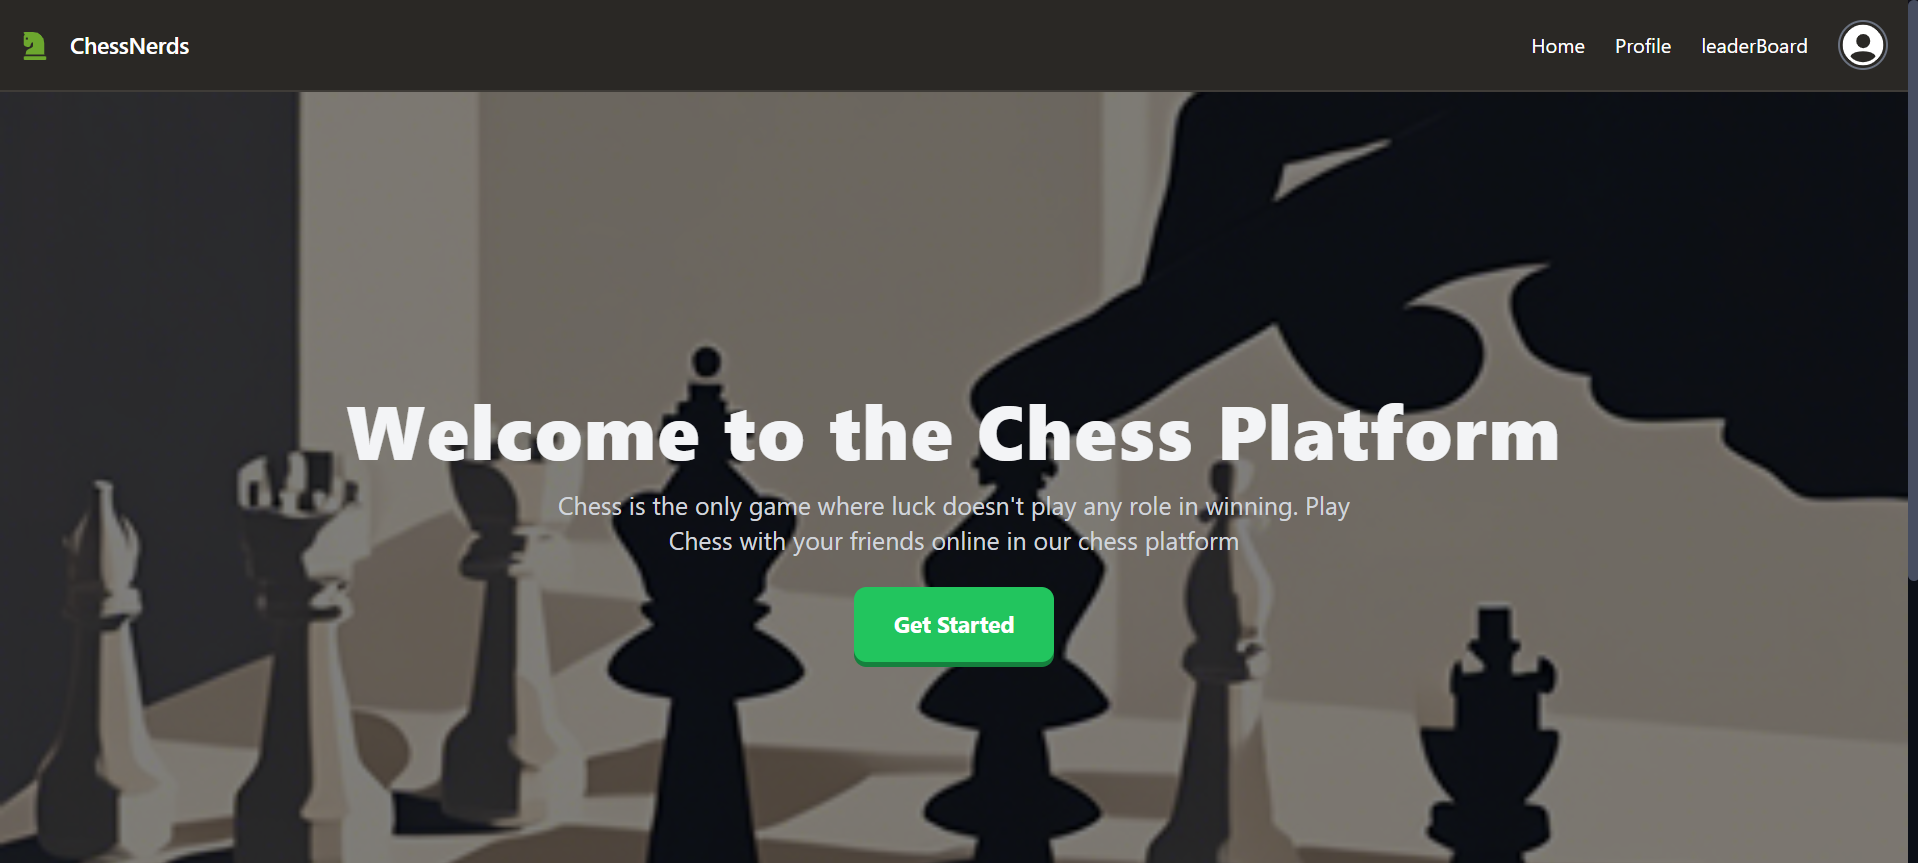 ChessNerds
Home
Profile
leaderBoard
Welcome to the Chess Platform
Chess is the only game where luck doesn't play any role in winning. Play
Chess with your friends online in our chess platform
Get Started